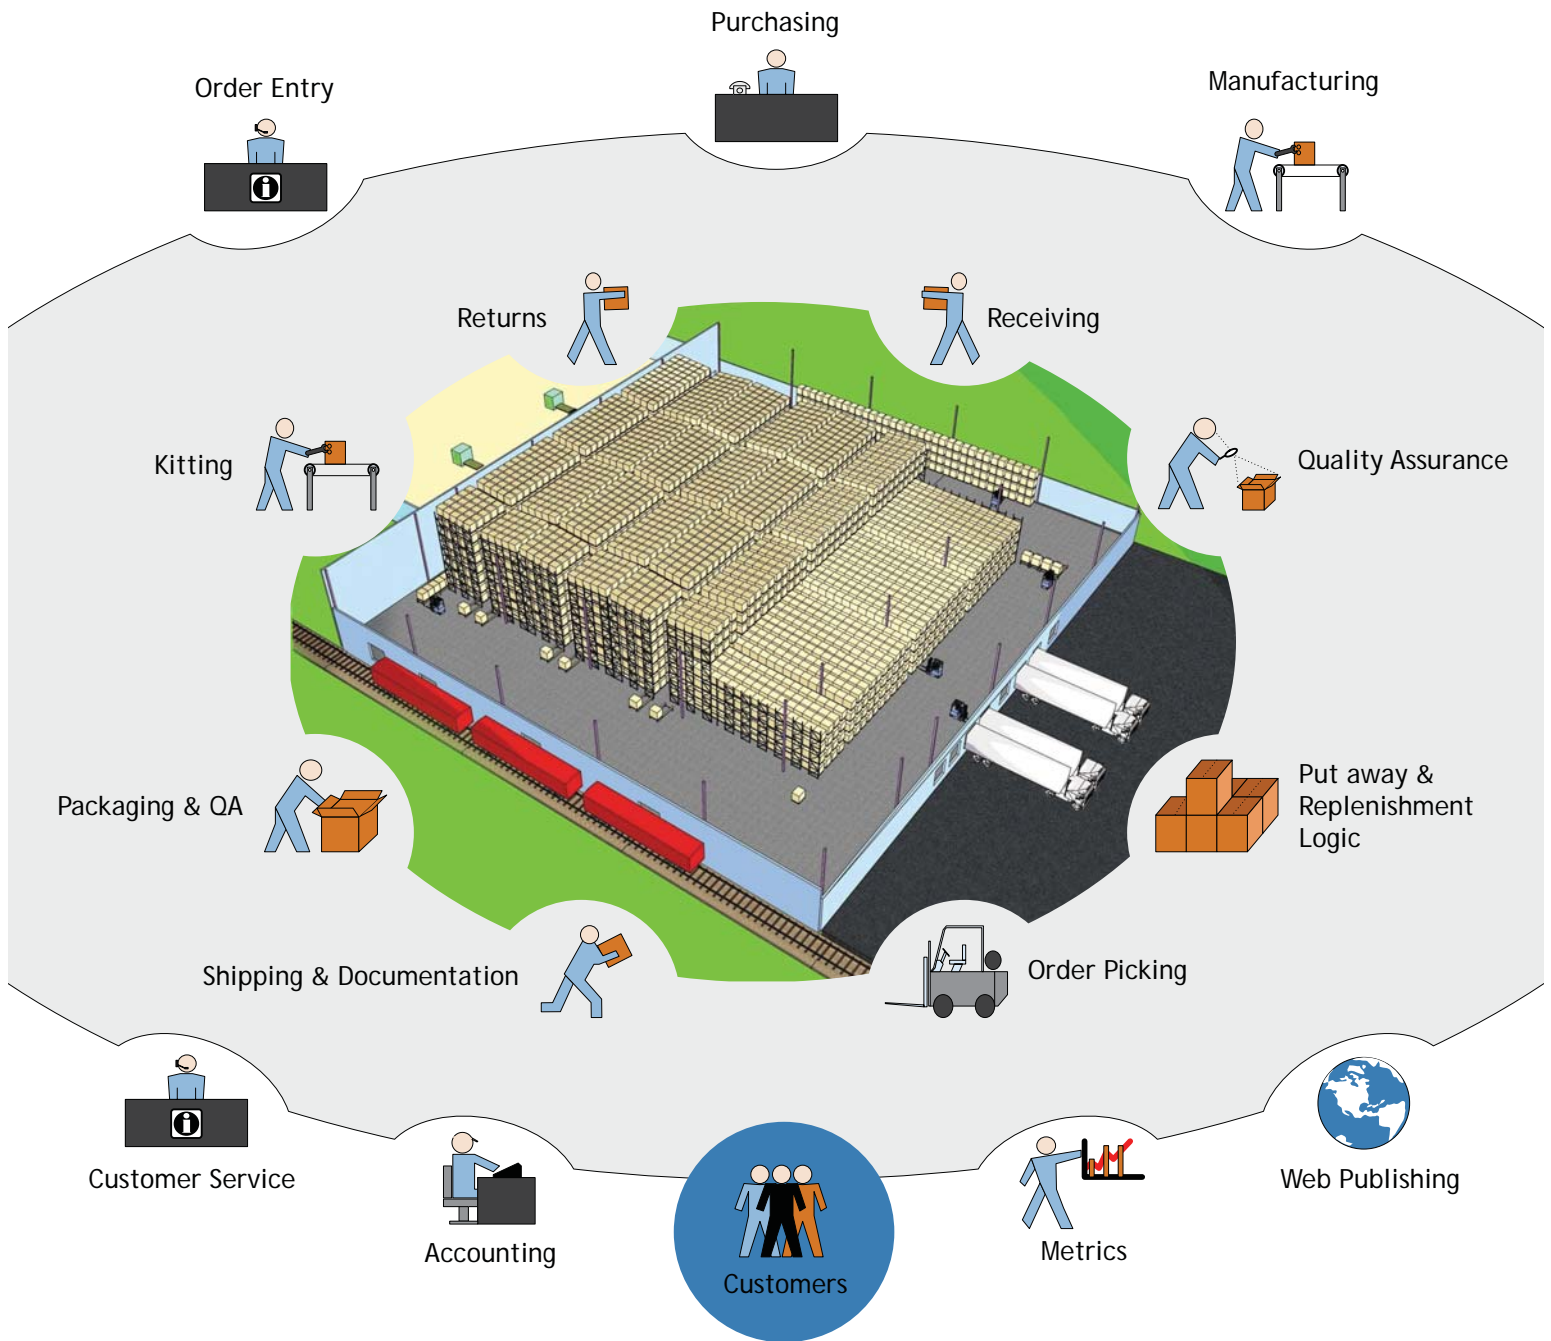 Purchasing
Order Entry
Manufacturing
Returns
Receiving
Kitting
Quality Assurance
Packaging & QA
Put away &
Replenishment
Logic
Shipping & Documentation
Order Picking
Customer Service
Web Publishing
Accounting
Metrics
Customers